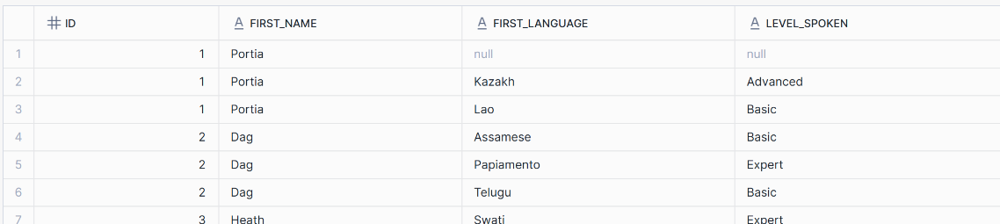 ID FIRST_NAME FIRST_LANGUAGE LEVEL_SPOKEN
1 1 Portia null null
2 1 Portia Kazakh Advanced
3 1 Portia Lao Basic
4 2 Dag Assamese Basic
5 2 Dag Papiamento Expert
6 2 Dag Telugu Basic
7 3 Heath Swati Expert